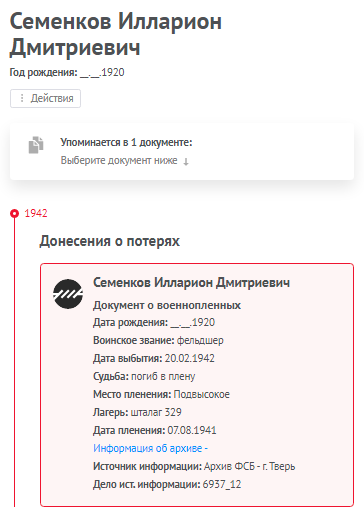 Семенков Илларион
Дмитриевич
Год рождения: __.__.1920
Действия
Упоминается в 1 документе:
Выберите документ ниже ↓
1942
Донесения о потерях
Семенков Илларион Дмитриевич
Документ о военнопленных
Дата рождения: __.__.1920
Воинское звание: фельдшер
Дата выбытия: 20.02.1942
Судьба: погиб в плену
Место пленения: Подвысокое
Лагерь: шталаг 329
Дата пленения: 07.08.1941
Информация об архиве -
Источник информации: Архив ФСБ - г. Тверь
Дело ист. информации: 6937_12